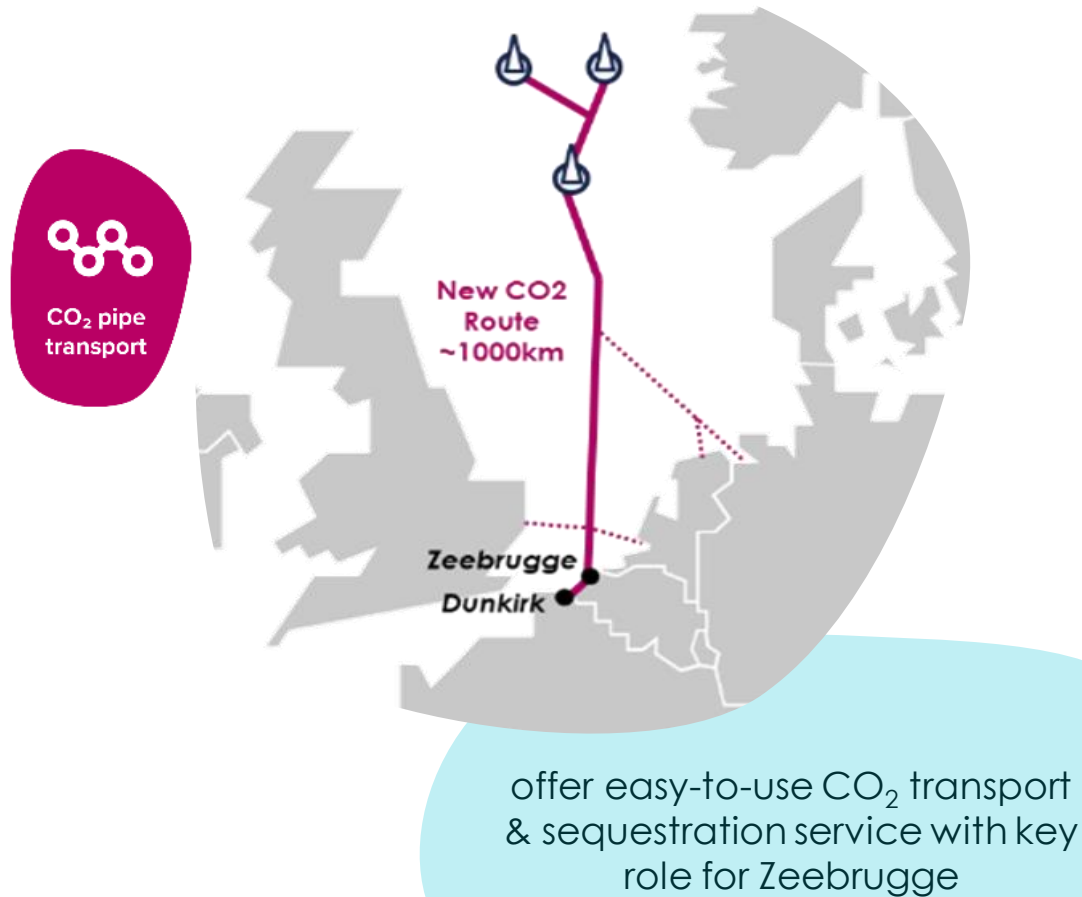 CO₂ pipe
transport
New CO2
Route
~1000km
Zeebrugge
Dunkirk
offer easy-to-use CO₂ transport
& sequestration service with key
role for Zeebrugge